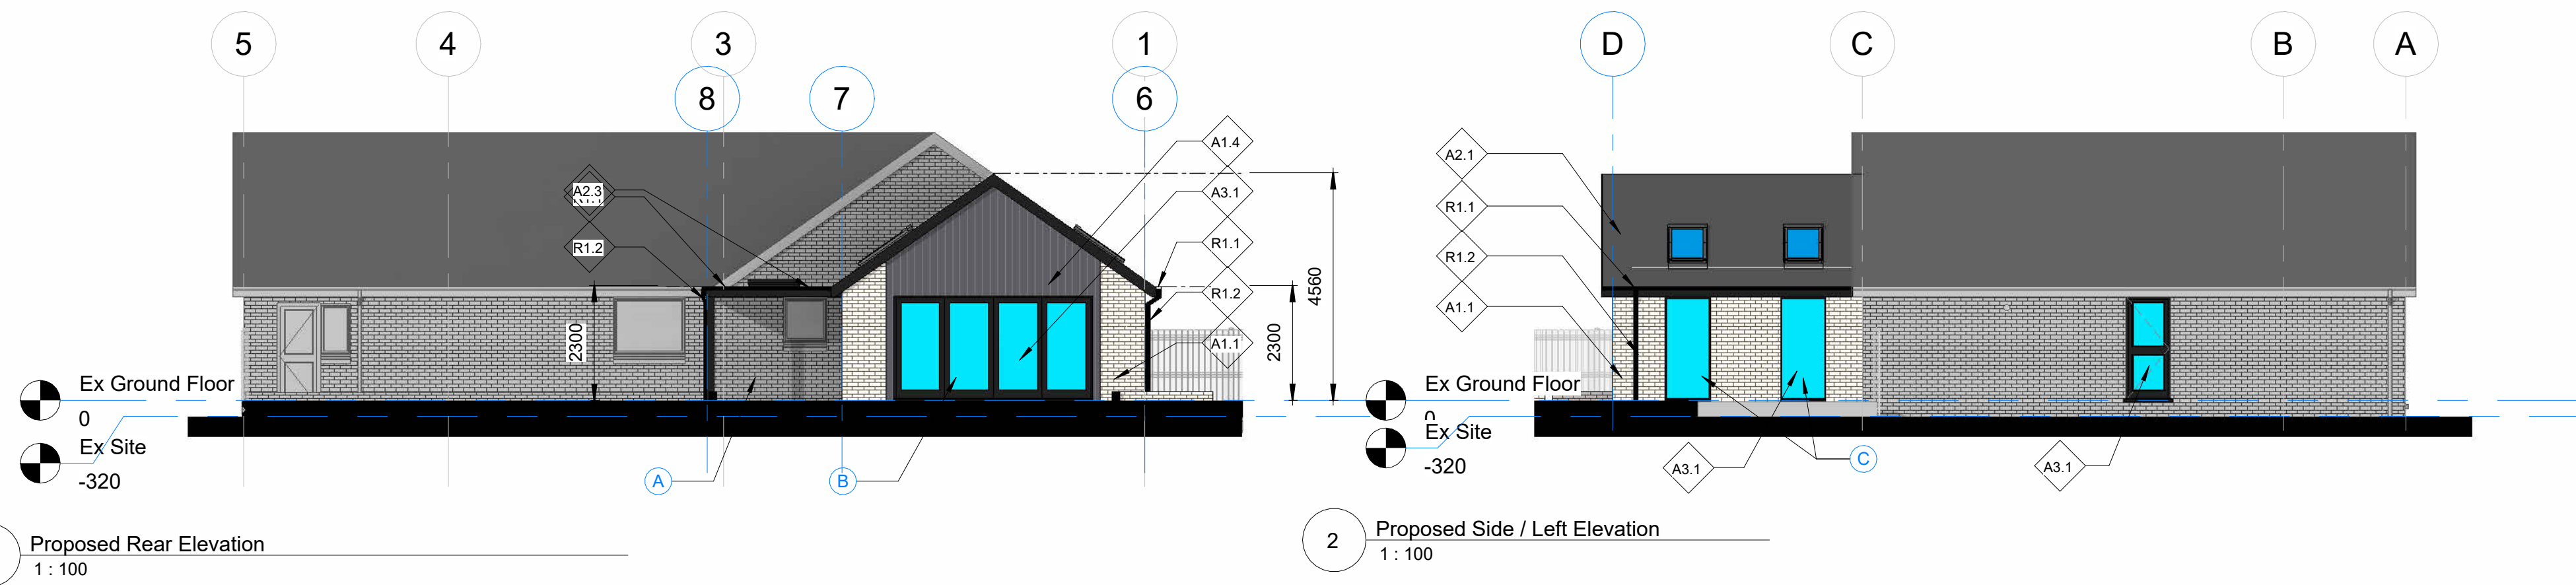 5
4
3
1
8
7
6
D
C
B
A
A1.4
A2.1
A2.3
A3.1
R1.1
R1.2
R1.1
R1.2
R1.2
4560
A1.1
2300
2300
A1.1
Ex Ground Floor
0
Ex Site
-320
Ex Ground Floor
Ex Site
-320
A
B
A3.1
C
A3.1
Proposed Rear Elevation
1 : 100
2
Proposed Side / Left Elevation
1 : 100